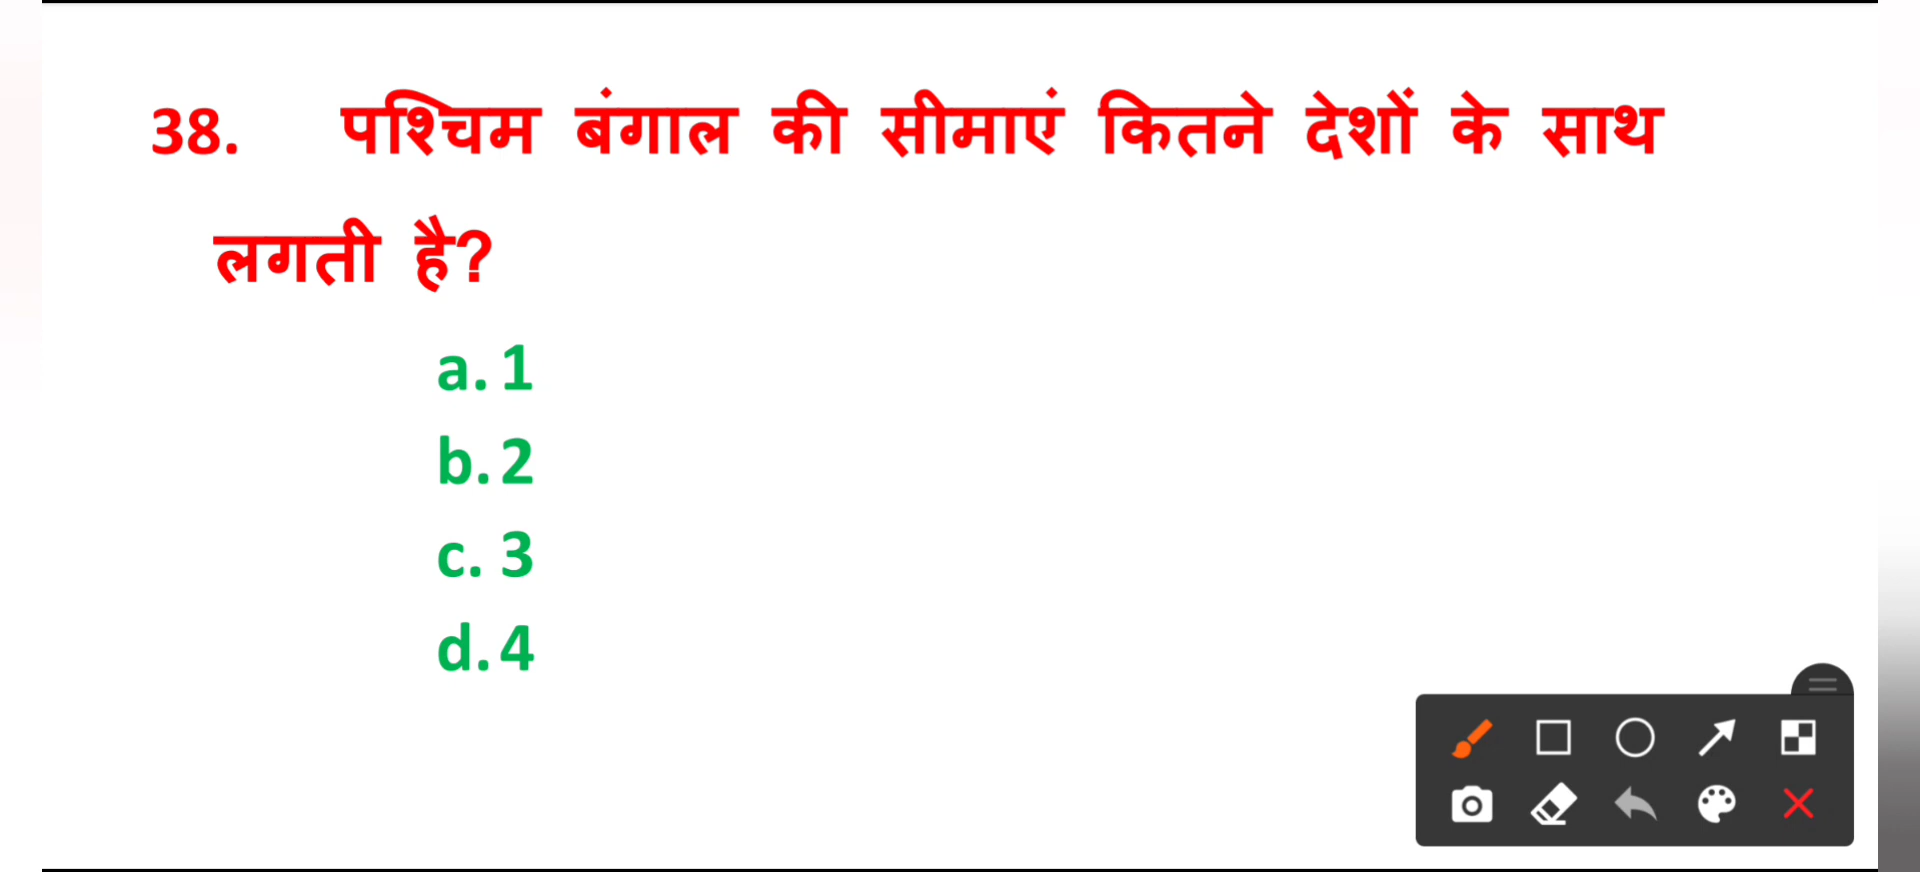 38. पश्चिम बंगाल की सीमाएं कितने देशों के साथ
लगती है?
a. 1
b. 2
c. 3
d. 4